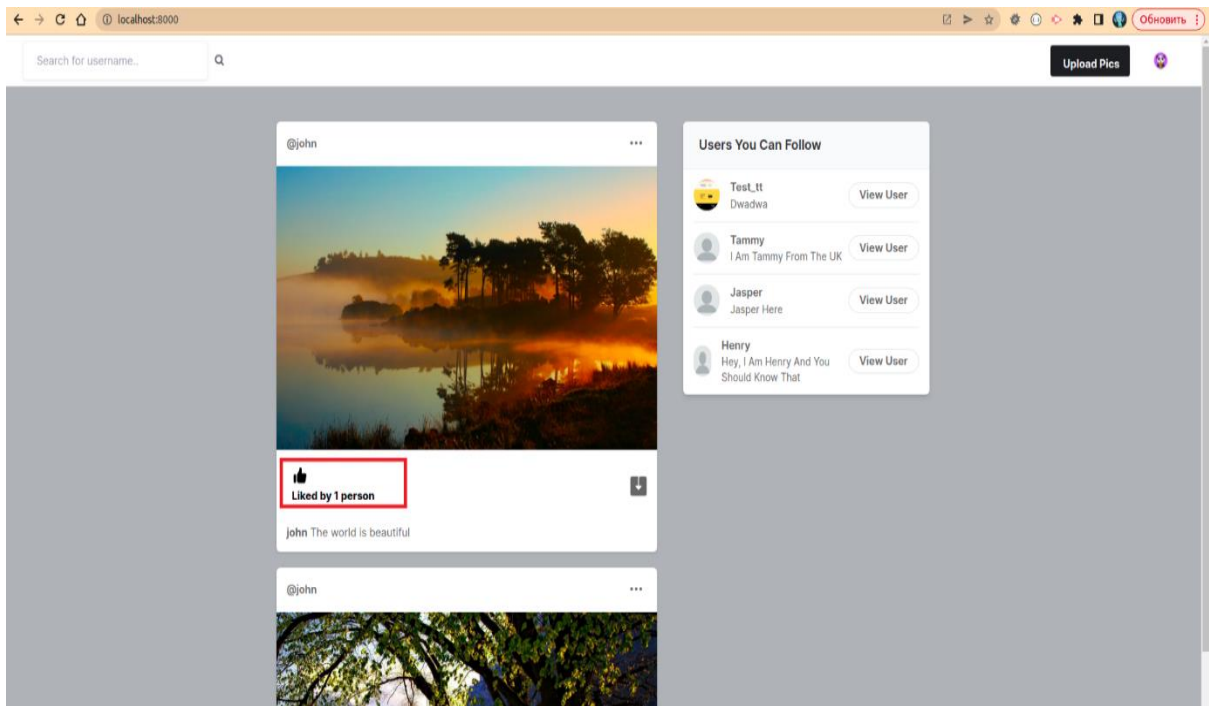 localhost:8000
Обновить
Search for username..
Upload Pics
@john
Liked by 1 person
john The world is beautiful
@john
Users You Can Follow
Test_tt
Dwadwa
View User
Tammy
I Am Tammy From The UK
View User
Jasper
Jasper Here
View User
Henry
Hey, I Am Henry And You
Should Know That
View User